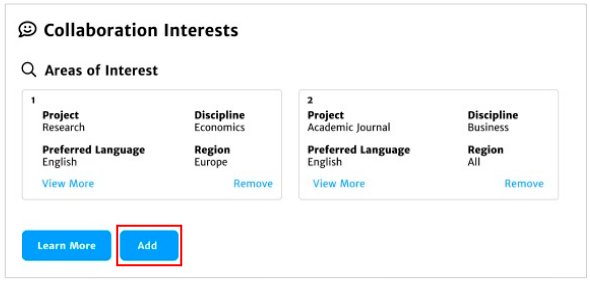 Collaboration Interests
Areas of Interest
1
Project Discipline
Research Economics
Preferred Language Region
English Europe
View More Remove
2
Project Discipline
Academic Journal Business
Preferred Language Region
English All
View More Remove
Learn More Add